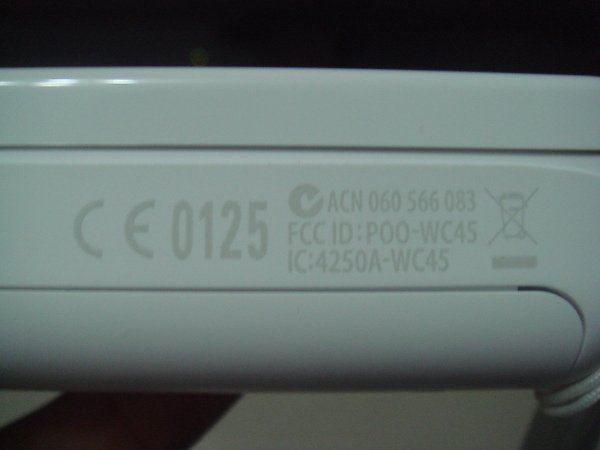 CE 0125
ACN 060 566 083
FCC ID:POO-WC45
IC:4250A-WC45